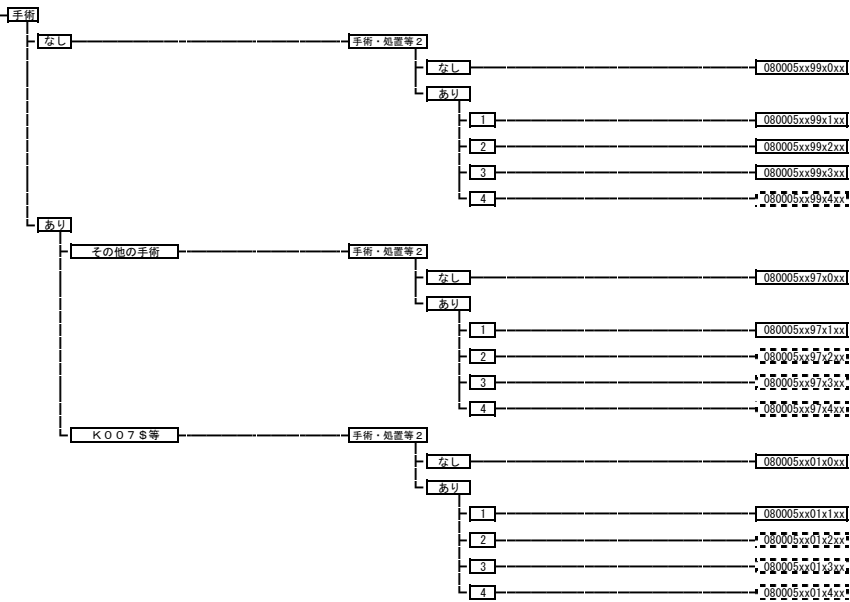 手術
なし
手術・処置等２
なし
080005xx99x0xx
あり
1
080005xx99x1xx
2
080005xx99x2xx
3
080005xx99x3xx
4
080005xx99x4xx
あり
その他の手術
手術・処置等２
なし
080005xx97x0xx
あり
1
080005xx97x1xx
2
080005xx97x2xx
3
080005xx97x3xx
4
080005xx97x4xx
Ｋ００７＄等
手術・処置等２
なし
080005xx01x0xx
あり
1
080005xx01x1xx
2
080005xx01x2xx
3
080005xx01x3xx
4
080005xx01x4xx